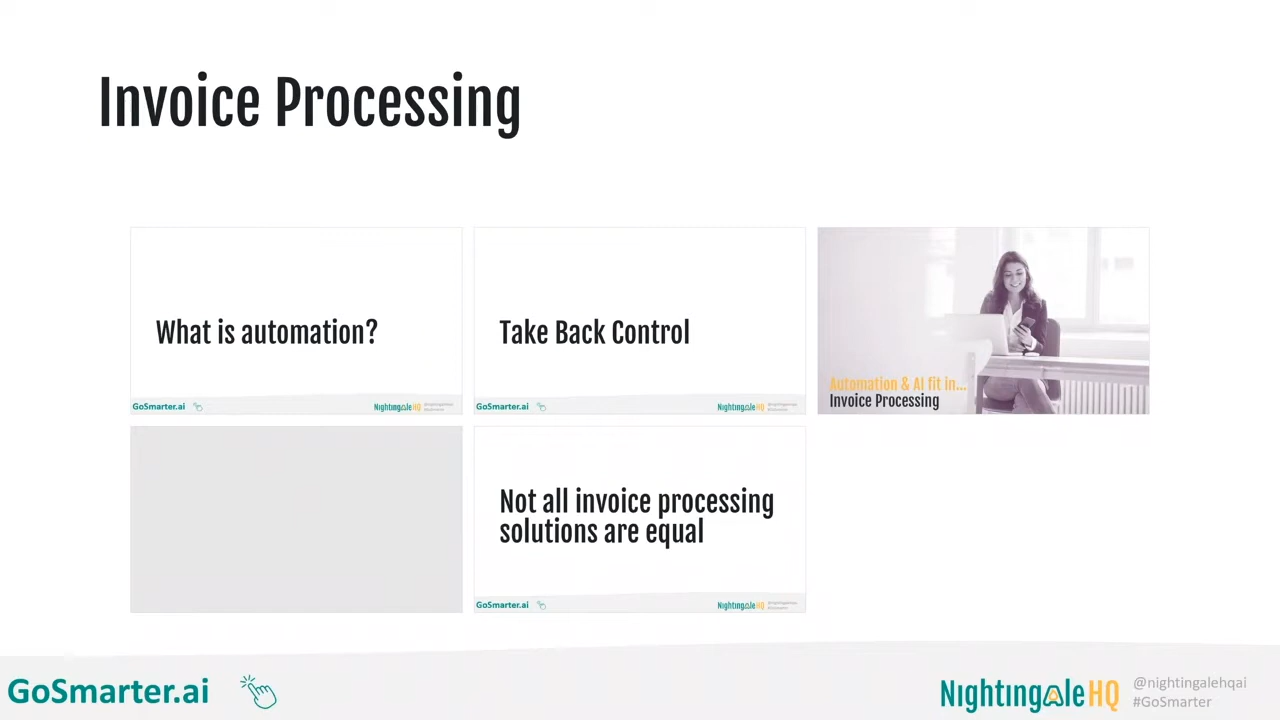 Invoice Processing
What is automation?
GoSmarter.ai
NightingaleHQ
Take Back Control
GoSmarter.ai
NightingaleHQ
Automation & AI fit in...
Invoice Processing
Not all invoice processing
solutions are equal
GoSmarter.ai
NightingaleHQ
GoSmarter.ai
NightingaleHQ
@nightingalehqai
#GoSmarter